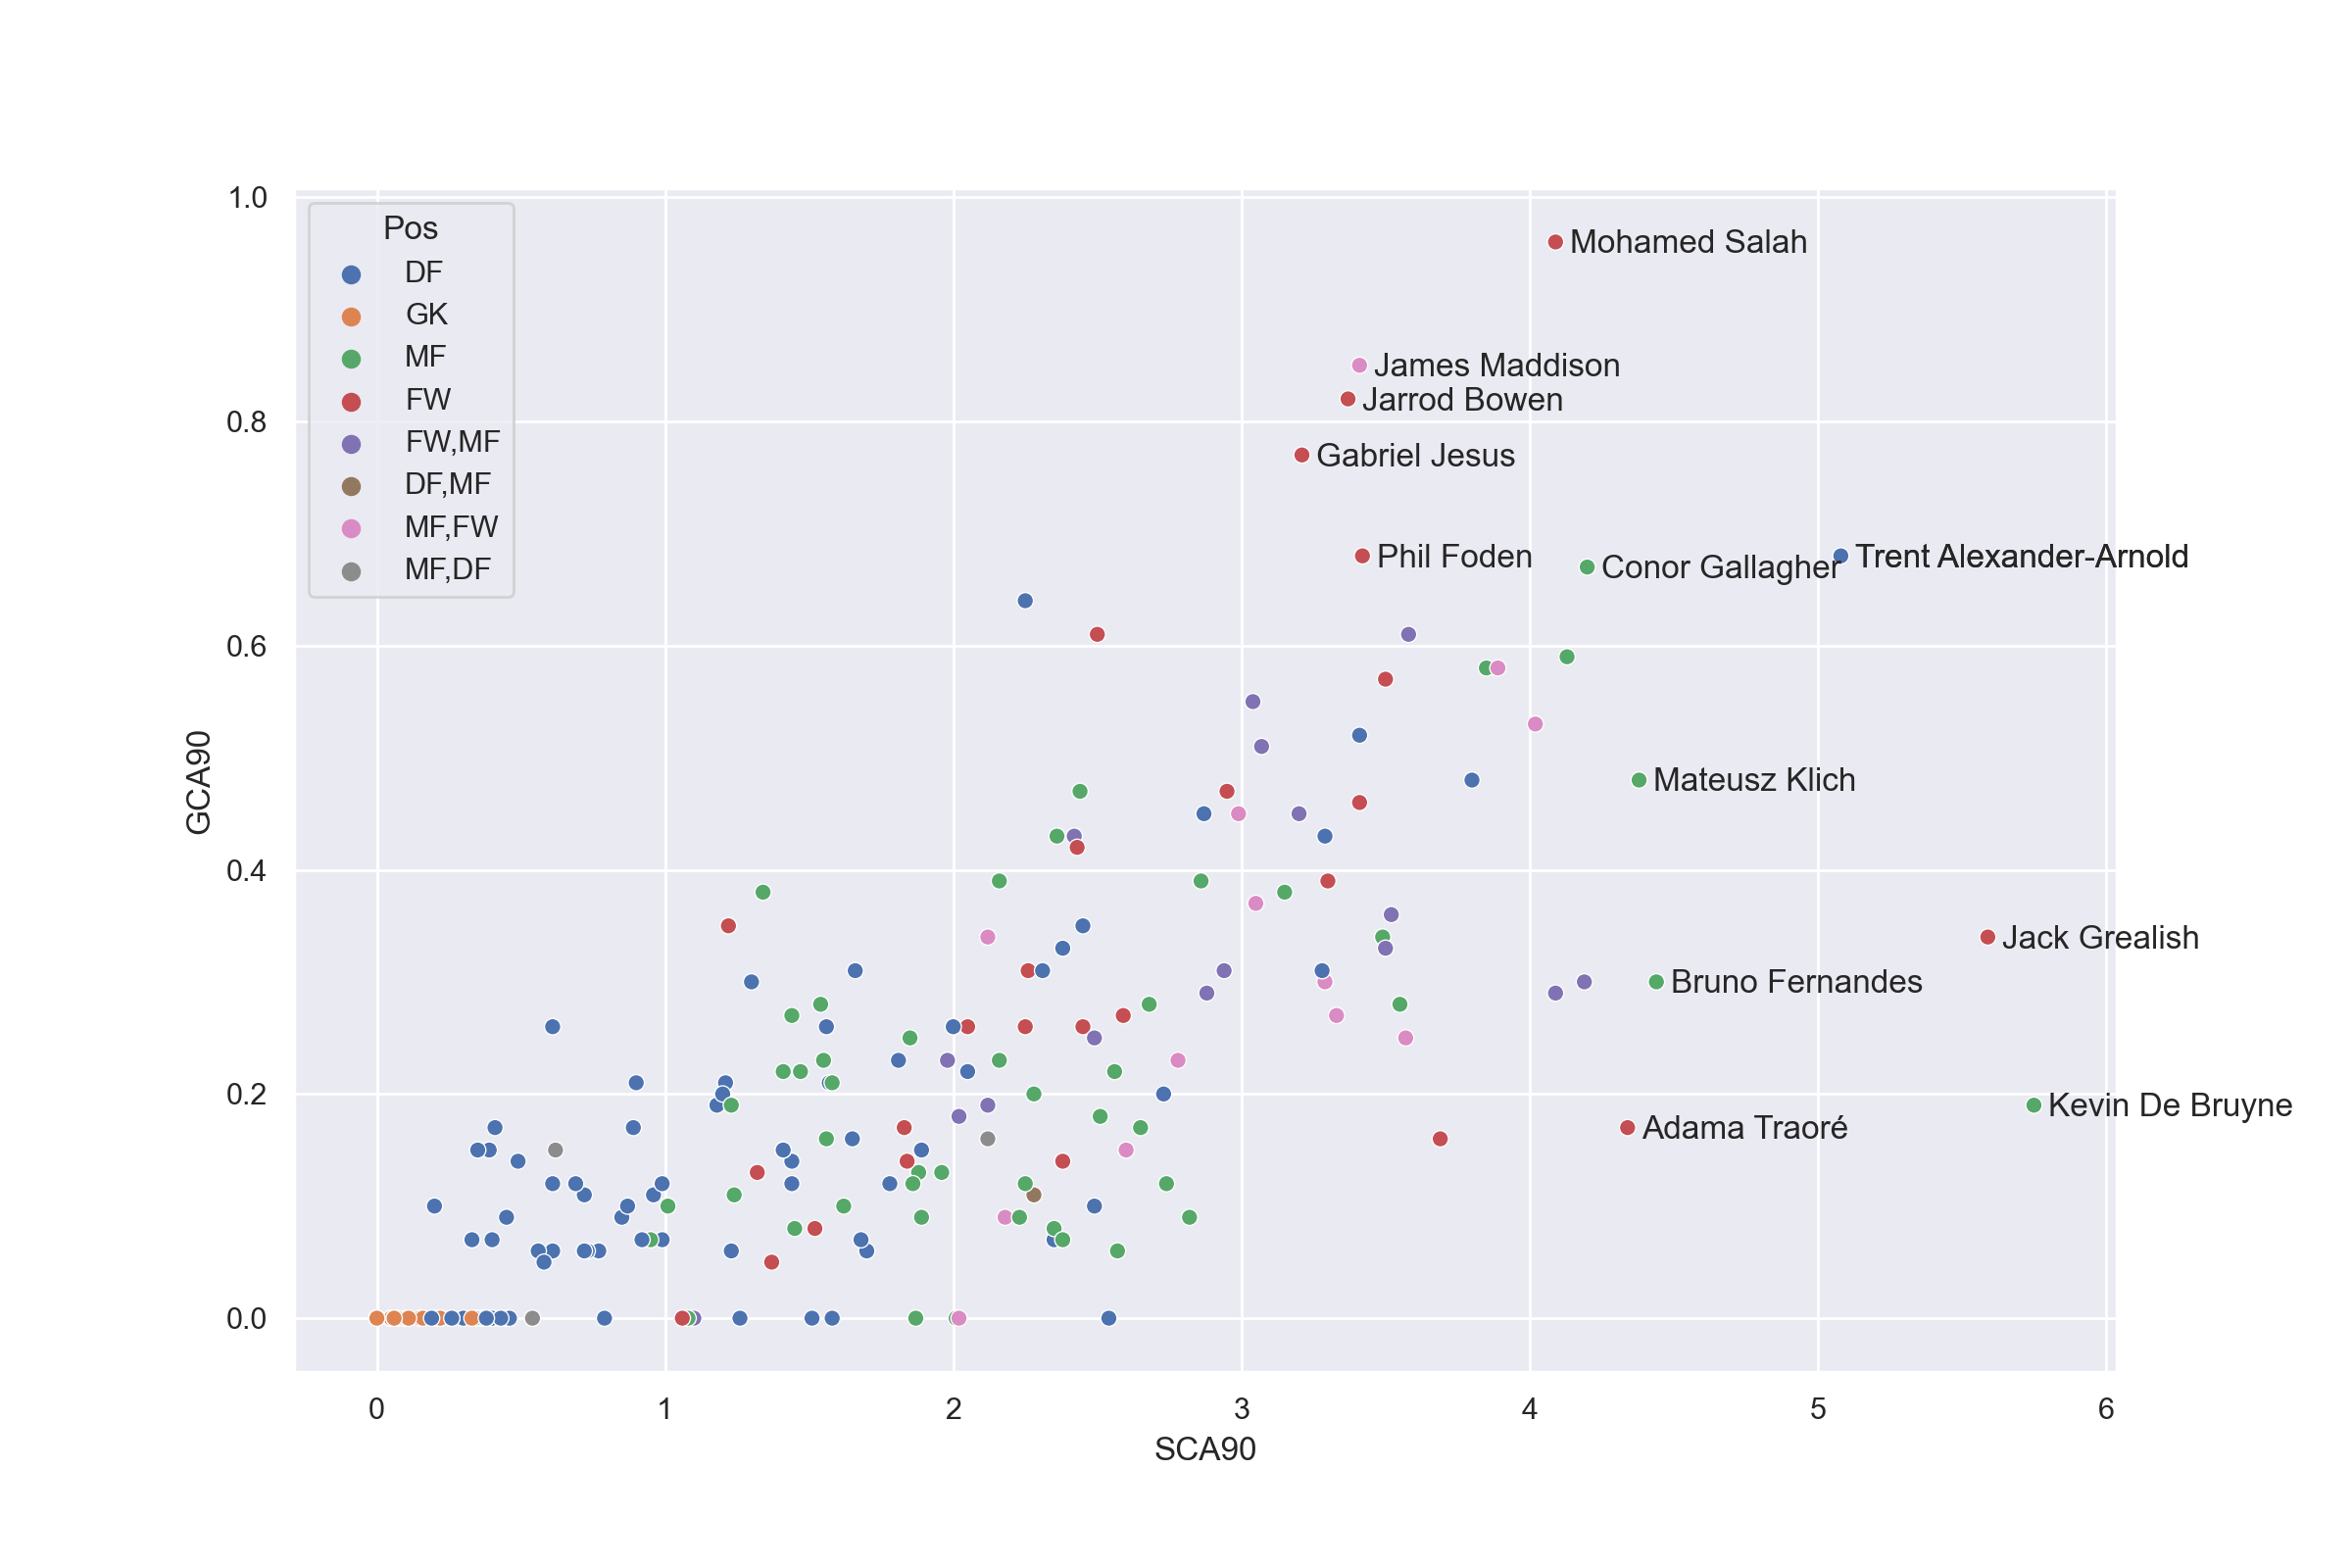 1.0
0.8
0.6
0.4
0.2
0.0
GCA90
Pos
DF
GK
MF
FW
FW,MF
DF,MF
MF,FW
MF,DF
Mohamed Salah
James Maddison
Jarrod Bowen
Gabriel Jesus
Phil Foden
Conor Gallagher
Trent Alexander-Arnold
Mateusz Klich
Jack Grealish
Bruno Fernandes
Kevin De Bruyne
Adama Traoré
0 1 2 3 4 5 6
SCA90